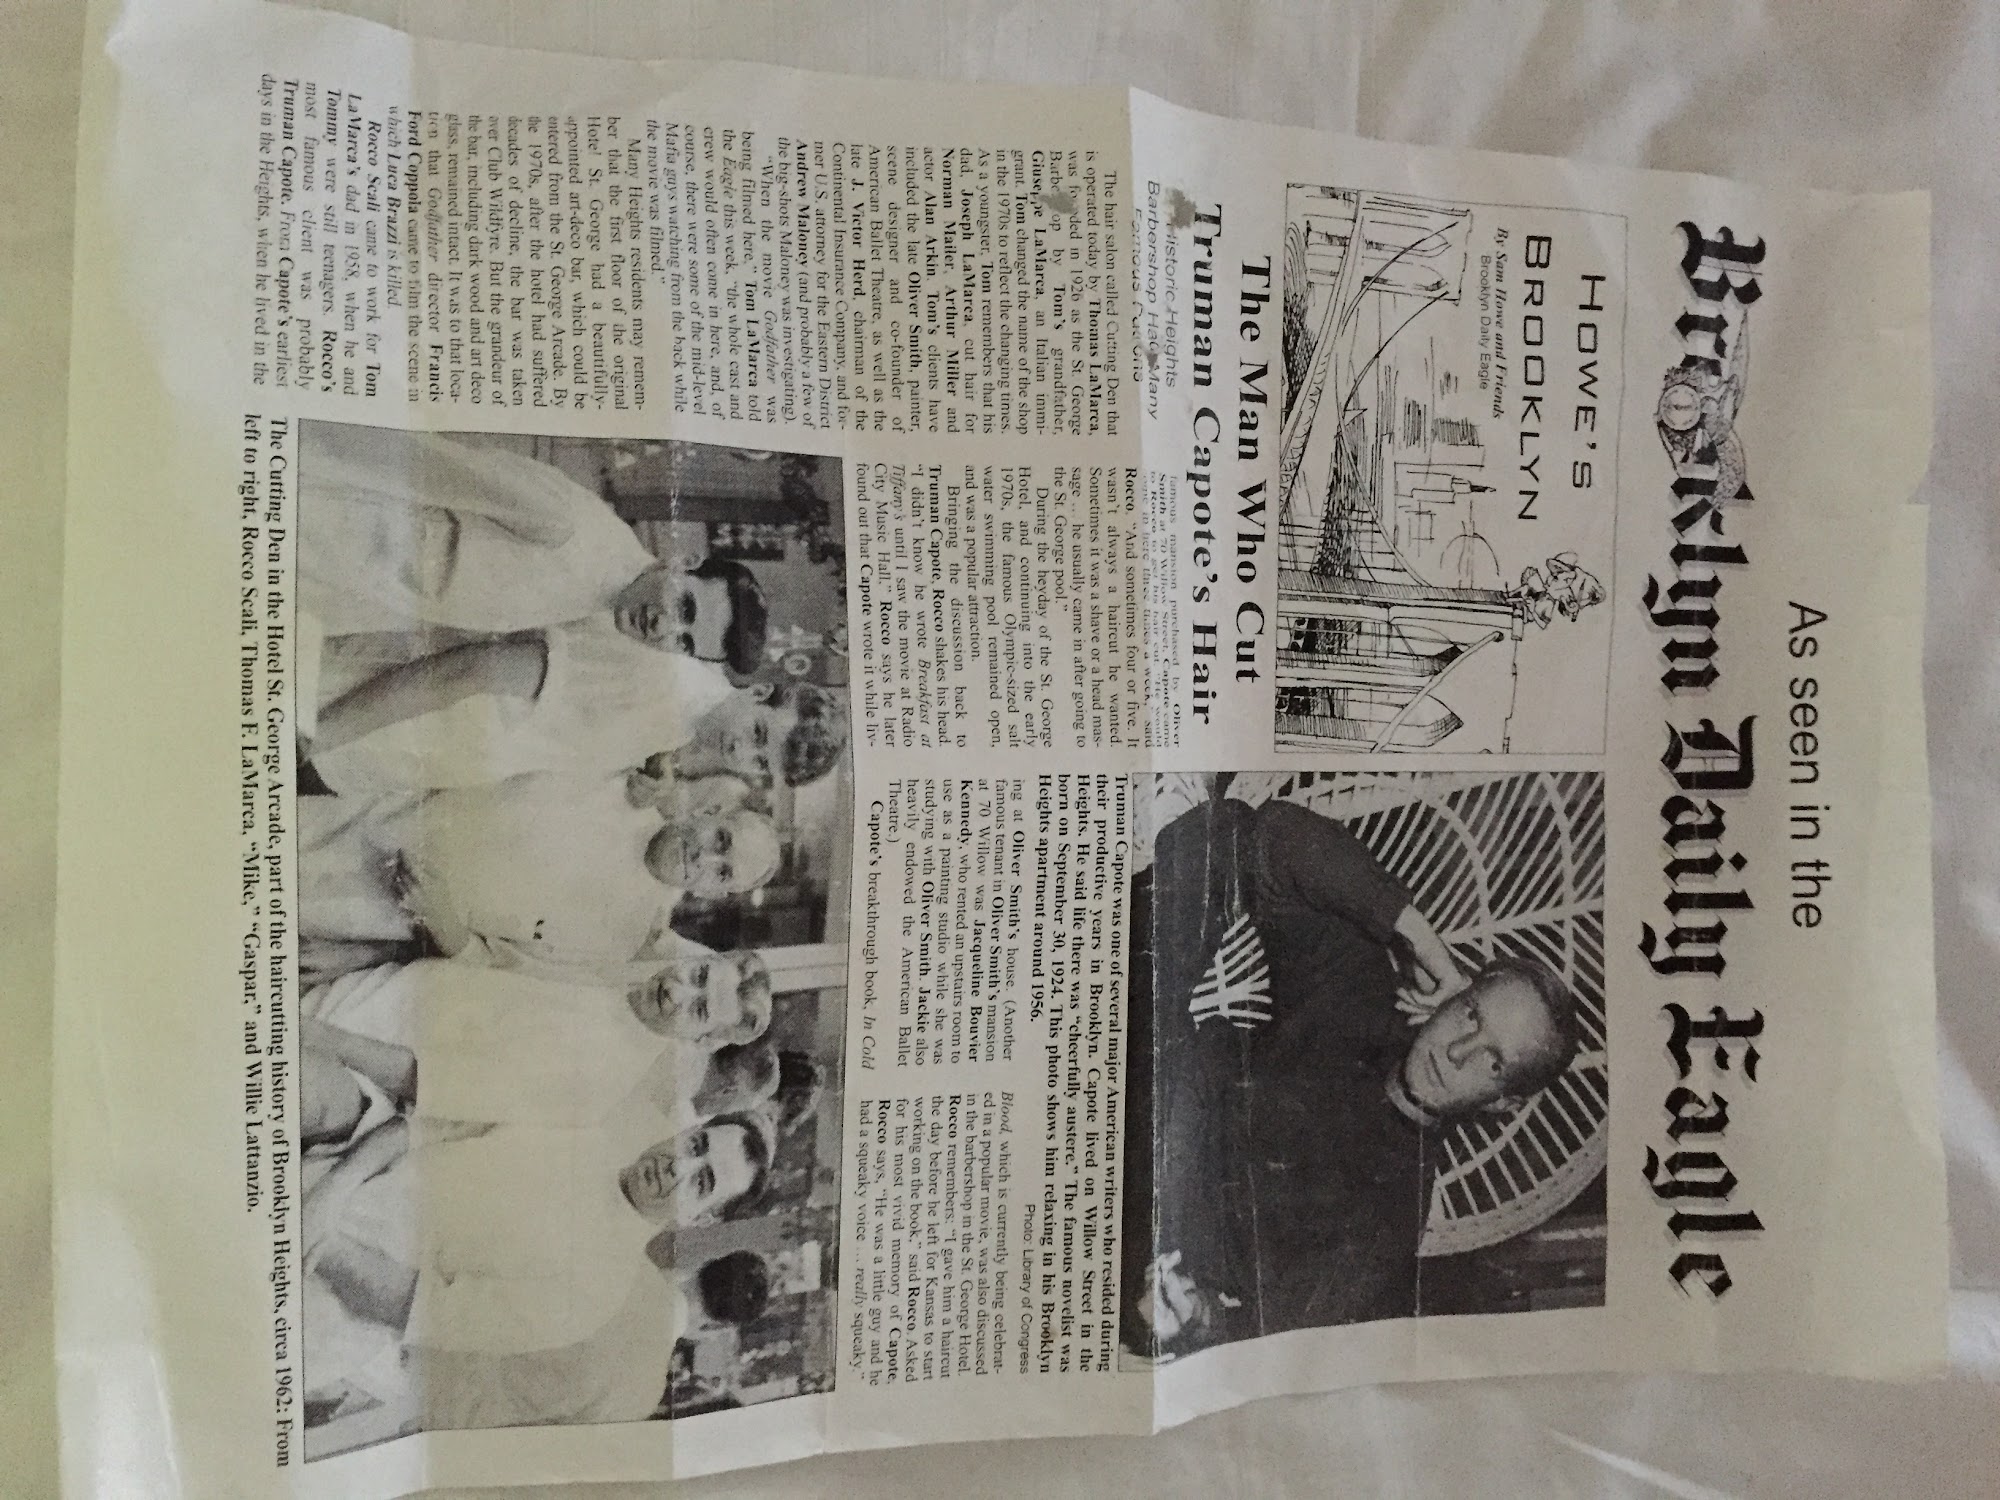 As seen in the
Brooklyn Daily Eagle
HOWE'S
BROOKLYN
By Sam Howe and Friends
Brooklyn Daily Eagle
The Man Who Cut
Truman Capote's Hair
Historic Heights
Barbershop Had Many
Famous Patrons
The hair salon called Cutting Den that
is operated today by Thomas LaMarca,
was founded in 1926 as the St. George
Barbershop by Tom's grandfather,
Giuseppe LaMarca, an Italian immi-
grant. Tom changed the name of the shop
in the 1970s to reflect the changing times.
As a youngster, Tom remembers that his
dad, Joseph LaMarca, cut hair for
Norman Mailer, Arthur Miller and
actor Alan Arkin. Tom's clients have
included the late Oliver Smith, painter,
scene designer and co-founder of
American Ballet Theatre, as well as the
late J. Victor Herd, chairman of the
Continental Insurance Company, and for-
mer U.S. attorney for the Eastern District
Andrew Maloney (and probably a few of
the big-shots Maloney was investigating).
"When the movie Godfather was
being filmed here," Tom LaMarca told
the Eagle this week, "the whole cast and
crew would often come in here, and, of
course, there were some of the mid-level
Mafia guys watching from the back while
the movie was filmed."
Many Heights residents may remem-
ber that the first floor of the original
Hotel St. George had a beautifully-
appointed art-deco bar, which could be
entered from the St. George Arcade. By
the 1970s, after the hotel had suffered
decades of decline, the bar was taken
over Club Wildfyre. But the grandeur of
the bar, including dark wood and art deco
glass, remained intact. It was to that loca-
tion that Godfather director Francis
Ford Coppola came to film the scene in
which Luca Brazzi is killed.
Rocco Scali came to work for Tom
LaMarca's dad in 1958, when he and
Tommy were still teenagers. Rocco's
most famous client was probably
Truman Capote. From Capote's earliest
days in the Heights, when he lived in the
famous mansion purchased by Oliver
Smith at 70 Willow Street, Capote came
to Rocco to get his hair cut. "He would
come in here three times a week," said
Rocco. "And sometimes four or five. It
wasn't always a haircut he wanted.
Sometimes it was a shave or a head mas-
sage ... he usually came in after going to
the St. George pool."
During the heyday of the St. George
Hotel, and continuing into the early
1970s, the famous Olympic-sized salt
water swimming pool remained open,
and was a popular attraction.
Bringing the discussion back to
Truman Capote, Rocco shakes his head.
"I didn't know he wrote Breakfast at
Tiffany's until I saw the movie at Radio
City Music Hall." Rocco says he later
found out that Capote wrote it while liv-
Truman Capote was one of several major American writers who resided during
their productive years in Brooklyn. Capote lived on Willow Street in the
Heights. He said life there was "cheerfully austere." The famous novelist was
born on September 30, 1924. This photo shows him relaxing in his Brooklyn
Heights apartment around 1956.
Photo: Library of Congress
ing at Oliver Smith's house. (Another
famous tenant in Oliver Smith's mansion
at 70 Willow was Jacqueline Bouvier
Kennedy, who rented an upstairs room to
use as a painting studio while she was
studying with Oliver Smith. Jackie also
heavily endowed the American Ballet
Theatre.)
Capote's breakthrough book, In Cold
Blood, which is currently being celebrat-
ed in a popular movie, was also discussed
in the barbershop in the St. George Hotel.
Rocco remembers: "I gave him a haircut
the day before he left for Kansas to start
working on the book," said Rocco. Asked
for his most vivid memory of Capote,
Rocco says, "He was a little guy and he
had a squeaky voice ... really squeaky."
The Cutting Den in the Hotel St. George Arcade, part of the haircutting history of Brooklyn Heights, circa 1962: From
left to right, Rocco Scali, Thomas F. LaMarca, "Mike," "Gaspar," and Willie Lattanzio.